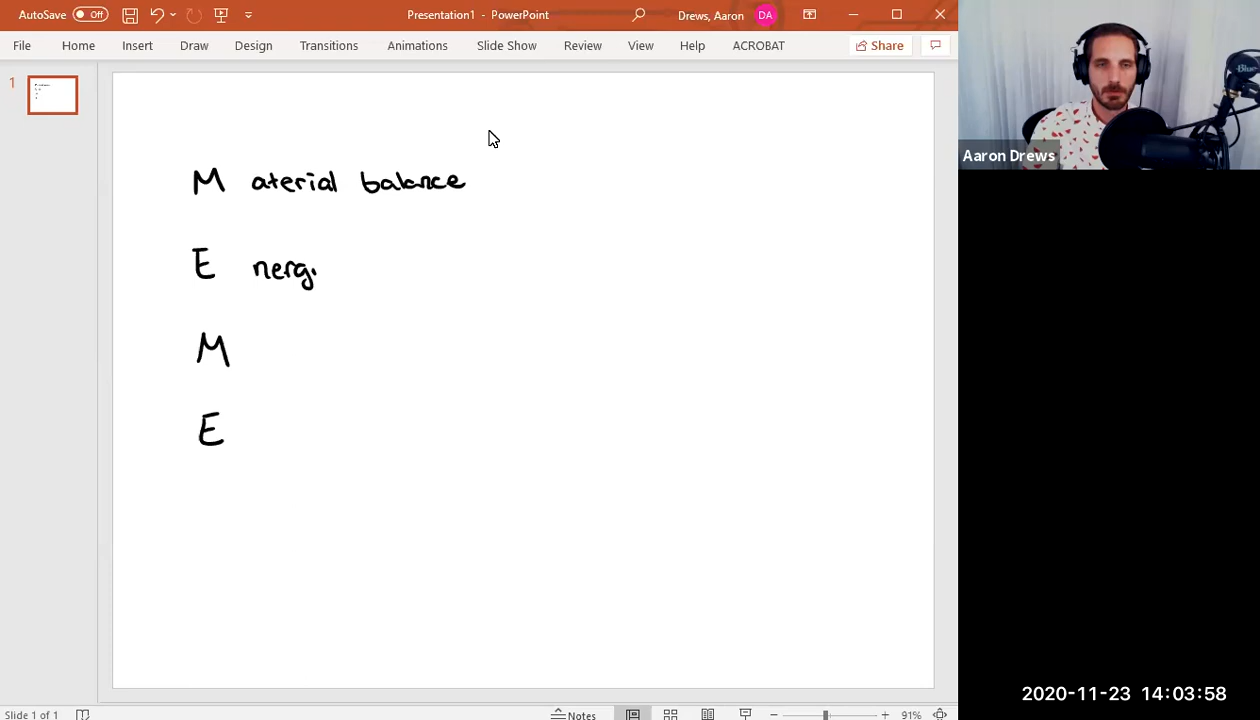 AutoSave Off Presentation1 - PowerPoint Drews, Aaron DA
File Home Insert Draw Design Transitions Animations Slide Show Review View Help ACROBAT Share
1
M aterial balance
E nerg
M
E
Slide 1 of 1 Notes 91%
Aaron Drews
Blue
2020-11-23 14:03:58